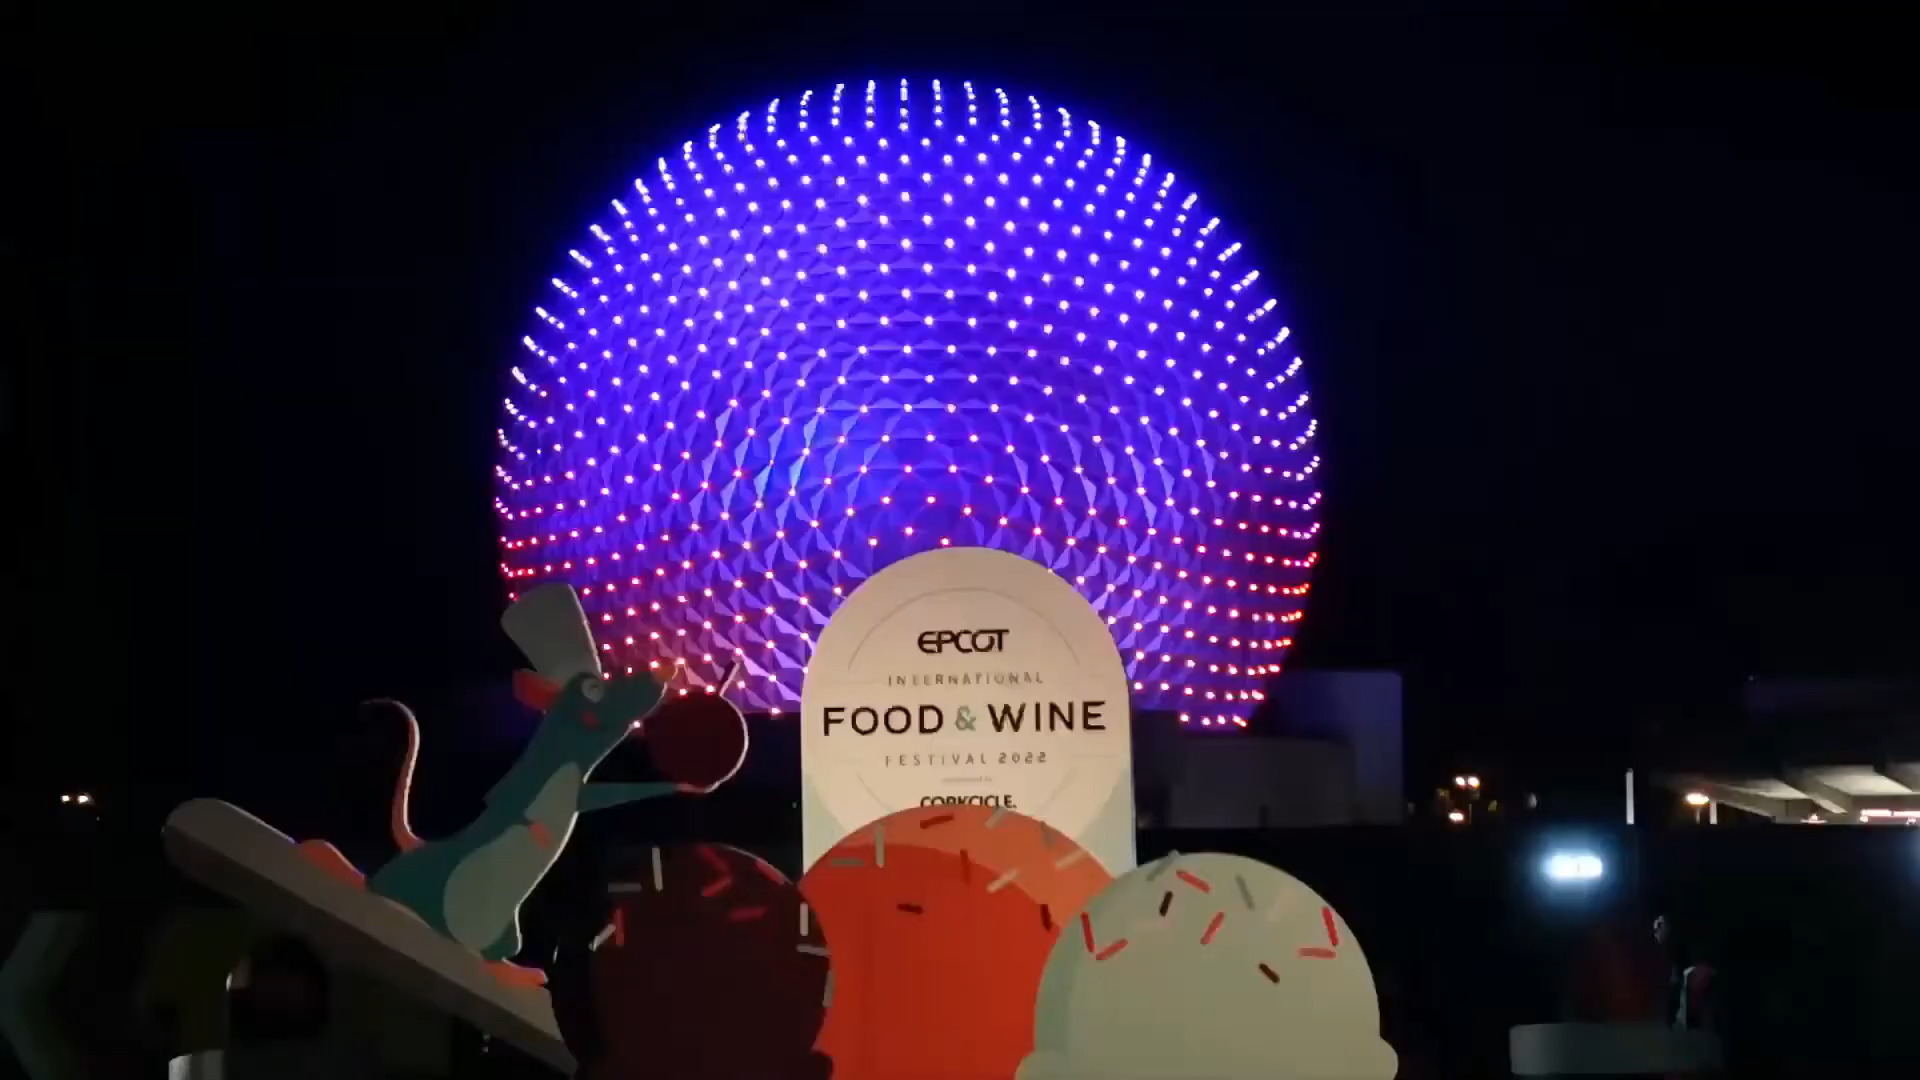 EPCOT
INTERNATIONAL
FOOD & WINE
FESTIVAL 2022
CORKCICLE.